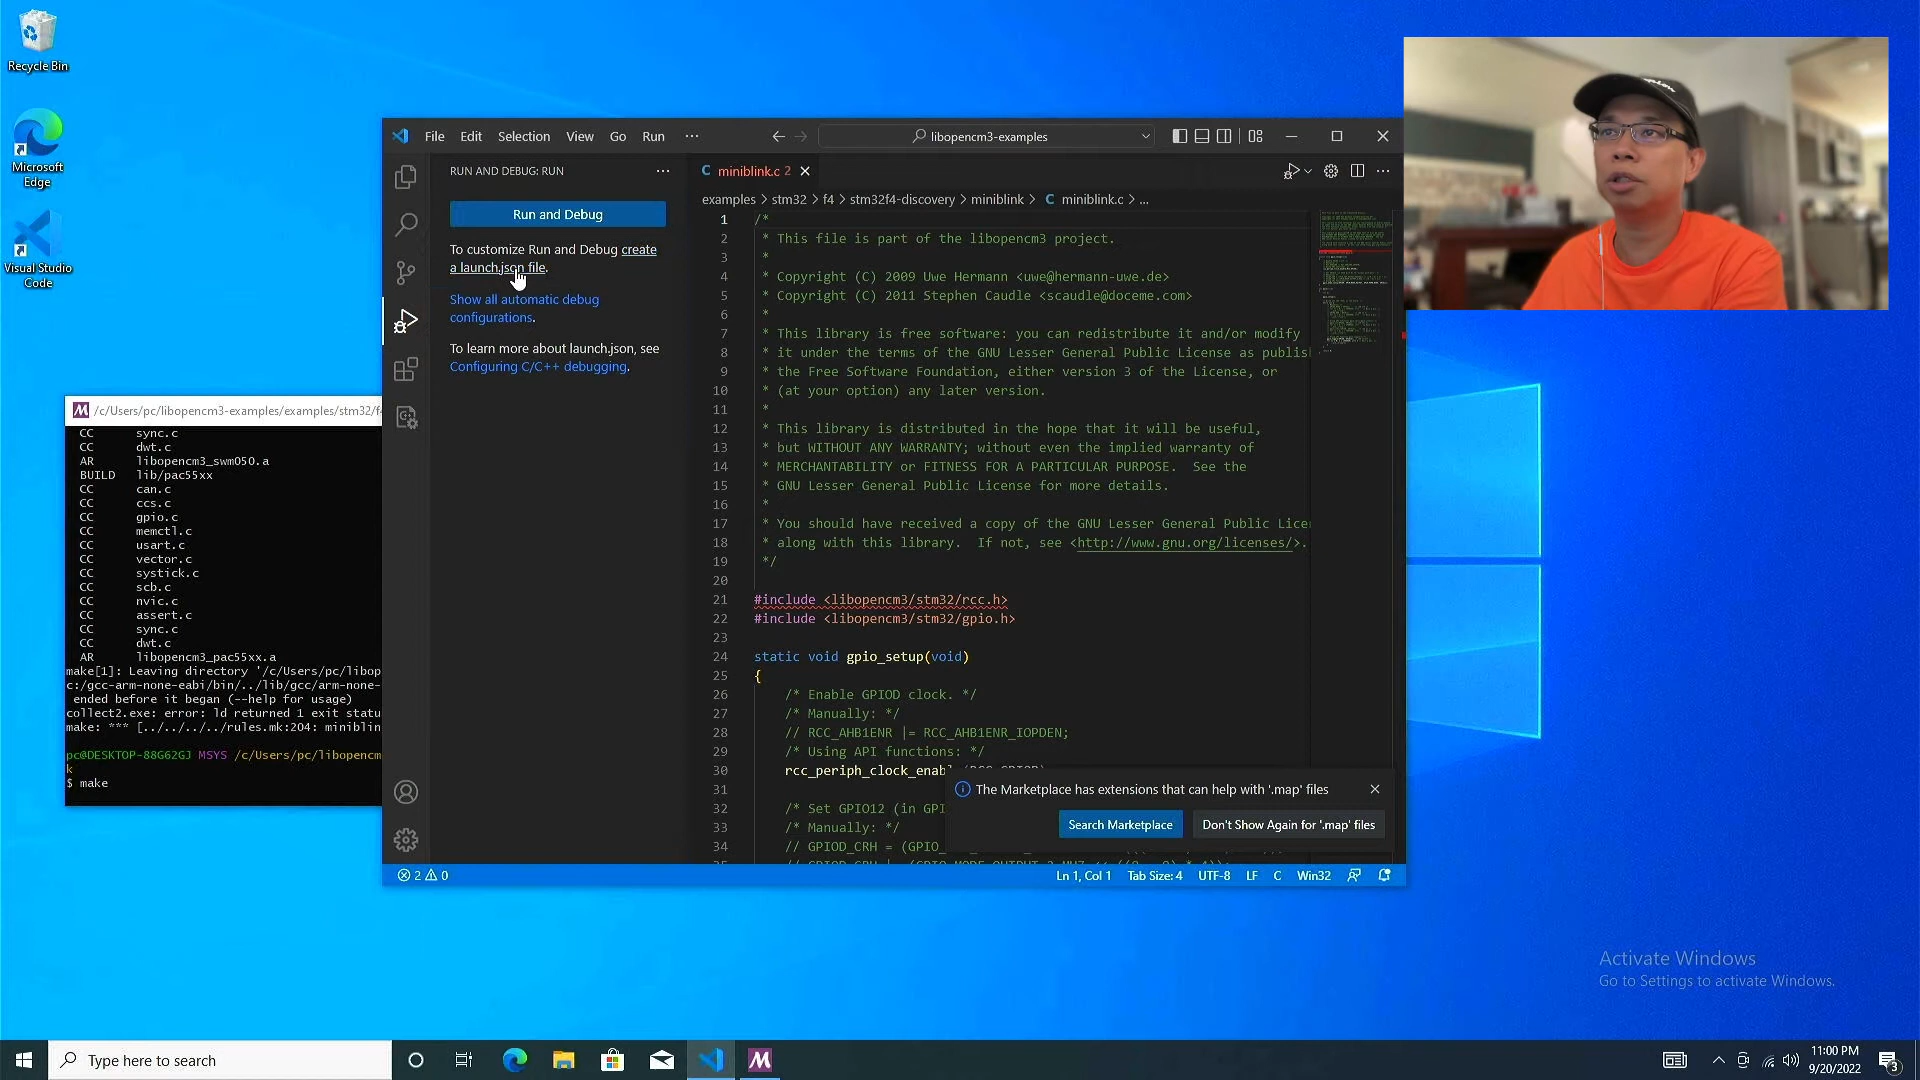 Recycle Bin
Microsoft
Edge
Visual Studio
Code
File Edit Selection View Go Run ···
libopencm3-examples
RUN AND DEBUG: RUN
Run and Debug
To customize Run and Debug create
a launch.json file.
Show all automatic debug
configurations.
To learn more about launch.json, see
Configuring C/C++ debugging.
C miniblink.c 2
examples > stm32 > f4 > stm32f4-discovery > miniblink > C miniblink.c > ...
1 /*
2 * This file is part of the libopencm3 project.
3 *
4 * Copyright (C) 2009 Uwe Hermann <uwe@hermann-uwe.de>
5 * Copyright (C) 2011 Stephen Caudle <scaudle@doceme.com>
6 *
7 * This library is free software: you can redistribute it and/or modify
8 * it under the terms of the GNU Lesser General Public License as publis
9 * the Free Software Foundation, either version 3 of the License, or
10 * (at your option) any later version.
11 *
12 * This library is distributed in the hope that it will be useful,
13 * but WITHOUT ANY WARRANTY; without even the implied warranty of
14 * MERCHANTABILITY or FITNESS FOR A PARTICULAR PURPOSE.  See the
15 * GNU Lesser General Public License for more details.
16 *
17 * You should have received a copy of the GNU Lesser General Public Lice
18 * along with this library.  If not, see <http://www.gnu.org/licenses/>.
19 */
20
21 #include <libopencm3/stm32/rcc.h>
22 #include <libopencm3/stm32/gpio.h>
23
24 static void gpio_setup(void)
25 {
26 /* Enable GPIOD clock. */
27 /* Manually: */
28 // RCC_AHB1ENR |= RCC_AHB1ENR_IOPDEN;
29 /* Using API functions: */
30 rcc_periph_clock_enabl
31
32 /* Set GPIO12 (in GPI
33 /* Manually: */
34 // GPIOD_CRH = (GPIO_
The Marketplace has extensions that can help with '.map' files
Search Marketplace
Don't Show Again for '.map' files
2 0
Ln 1, Col 1 Tab Size: 4 UTF-8 LF C Win32
M /c/Users/pc/libopencm3-examples/examples/stm32/f4
CC sync.c
CC dwt.c
AR libopencm3_swm050.a
BUILD lib/pac55xx
CC can.c
CC ccs.c
CC gpio.c
CC memctl.c
CC usart.c
CC vector.c
CC systick.c
CC scb.c
CC nvic.c
CC assert.c
CC sync.c
CC dwt.c
AR libopencm3_pac55xx.a
make[1]: Leaving directory '/c/Users/pc/libop
c:/gcc-arm-none-eabi/bin/../lib/gcc/arm-none-
ended before it began (--help for usage)
collect2.exe: error: ld returned 1 exit statu
make: *** [../../../../rules.mk:204: miniblin
pc@DESKTOP-88G62GJ MSYS /c/Users/pc/libopencm
k
$ make
Activate Windows
Go to Settings to activate Windows.
Type here to search
M
11:00 PM
9/20/2022
3